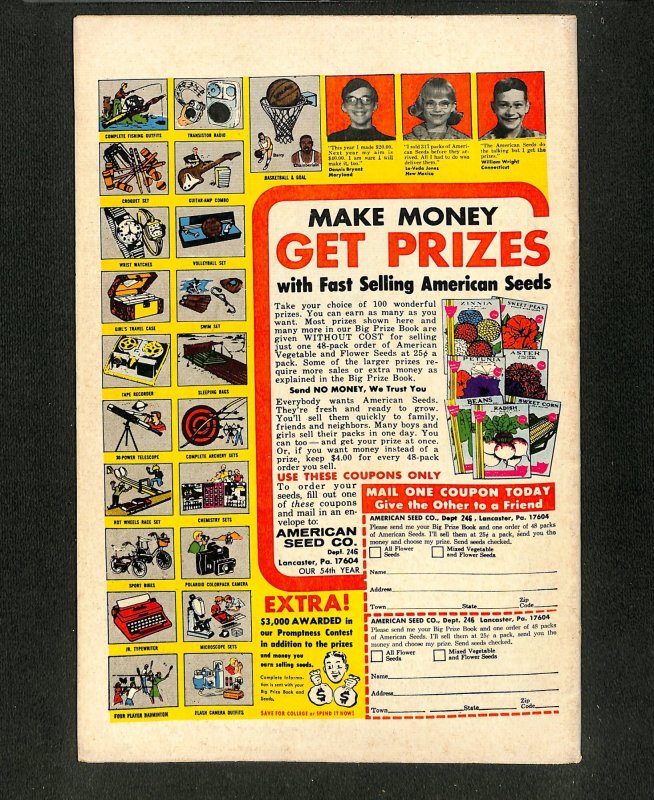 COMPLETE FISHING OUTFITS
TRANSISTOR RADIO
CROQUET SET
GUITAR-AMP COMBO
WRIST WATCHES
VOLLEYBALL SET
GIRL'S TRAVEL CASE
SWIM SET
TAPE RECORDER
SLEEPING BAGS
30-POWER TELESCOPE
COMPLETE ARCHERY SETS
HOT WHEELS RACE SET
CHEMISTRY SETS
SPORT BIKES
POLAROID COLORPACK CAMERA
JR. TYPEWRITER
MICROSCOPE SETS
FOUR PLAYER BADMINTON
FLASH CAMERA OUTFITS
Barry
Chamberlain
BASKETBALL & GOAL
"This year I made $20.00.
Next year my aim is
$40.00. I am sure I will
make it, too."
Dennis Bryant
Maryland
"I sold 317 packs of Ameri-
can Seeds before they ar-
rived. All I had to do was
deliver them."
La-Veda Jones
New Mexico
"The American Seeds do
the talking but I get the
prizes."
William Wright
Connecticut
MAKE MONEY
GET PRIZES
with Fast Selling American Seeds
Take your choice of 100 wonderful
prizes. You can earn as many as you
want. Most prizes shown here and
many more in our Big Prize Book are
given WITHOUT COST for selling
just one 48-pack order of American
Vegetable and Flower Seeds at 25¢ a
pack. Some of the larger prizes re-
quire more sales or extra money as
explained in the Big Prize Book.
Send NO MONEY, We Trust You
Everybody wants American Seeds.
They're fresh and ready to grow.
You'll sell them quickly to family,
friends and neighbors. Many boys and
girls sell their packs in one day. You
can too — and get your prize at once.
Or, if you want money instead of a
prize, keep $4.00 for every 48-pack
order you sell.
ZINNIA
SWEET PEAS
PETUNIA
ASTER
BEANS
RADISH
SWEET CORN
USE THESE COUPONS ONLY
To order your
seeds, fill out one
of these coupons
and mail in an en-
velope to:
AMERICAN
SEED CO.
Dept. 246
Lancaster, Pa. 17604
OUR 54th YEAR
EXTRA!
$3,000 AWARDED in
our Promptness Contest
in addition to the prizes
and money you
earn selling seeds.
Complete Informa-
tion is sent with your
Big Prize Book and
Seeds.
$
$
SAVE FOR COLLEGE or SPEND IT NOW!
MAIL ONE COUPON TODAY
Give the Other to a Friend
AMERICAN SEED CO., Dept 246, Lancaster, Pa. 17604
Please send me your Big Prize Book and one order of 48 packs
of American Seeds. I'll sell them at 25¢ a pack, send you the
money and choose my prize. Send seeds checked.
All Flower
Seeds
Mixed Vegetable
and Flower Seeds
Name
Address
Town
State
Zip
Code
AMERICAN SEED CO., Dept. 246 Lancaster, Pa. 17604
Please send me your Big Prize Book and one order of 48 packs
of American Seeds. I'll sell them at 25¢ a pack, send you the
money and choose my prize. Send seeds checked.
All Flower
Seeds
Mixed Vegetable
and Flower Seeds
Name
Address
Town
State
Zip
Code